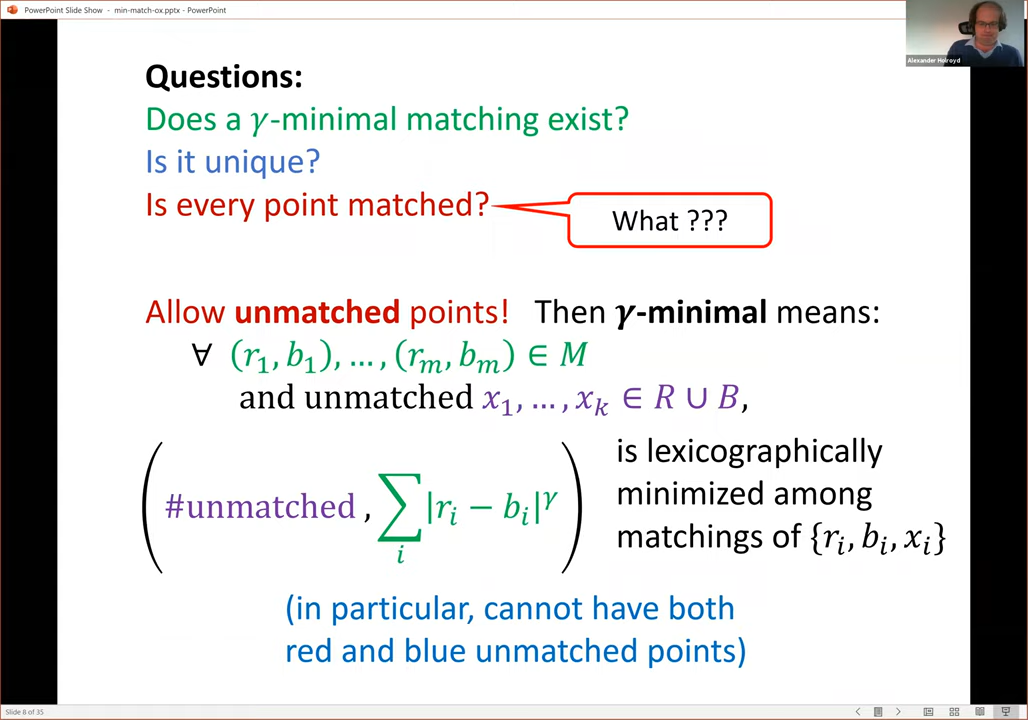 PowerPoint Slide Show - min-match-ox.pptx - PowerPoint
Alexander Holroyd
Questions:
Does a γ-minimal matching exist?
Is it unique?
Is every point matched?
What ???
Allow unmatched points! Then γ-minimal means:
∀ (r₁, b₁), … , (rₘ, bₘ) ∈ M
and unmatched x₁, … , xₖ ∈ R ∪ B,
(#unmatched , ∑ᵢ |rᵢ − bᵢ|^γ)
is lexicographically
minimized among
matchings of {rᵢ, bᵢ, xᵢ}
(in particular, cannot have both
red and blue unmatched points)
Slide 8 of 35